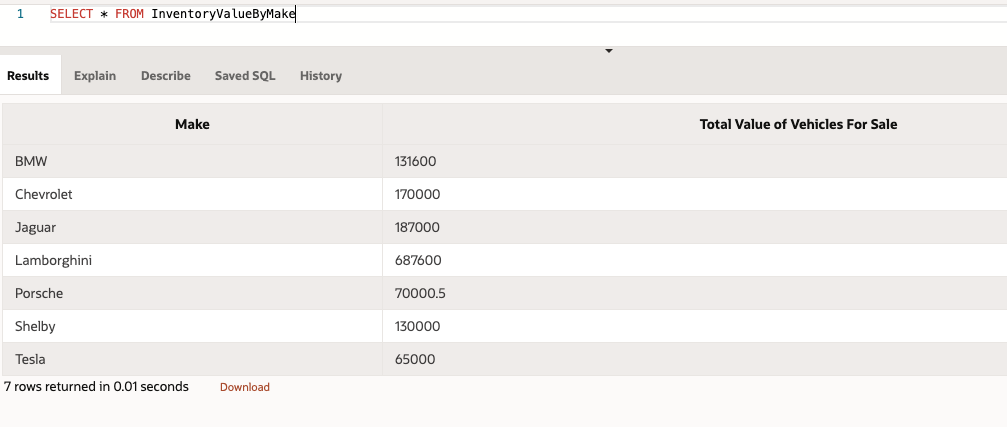 1 SELECT * FROM InventoryValueByMake
Results Explain Describe Saved SQL History
Make Total Value of Vehicles For Sale
BMW 131600
Chevrolet 170000
Jaguar 187000
Lamborghini 687600
Porsche 70000.5
Shelby 130000
Tesla 65000
7 rows returned in 0.01 seconds Download